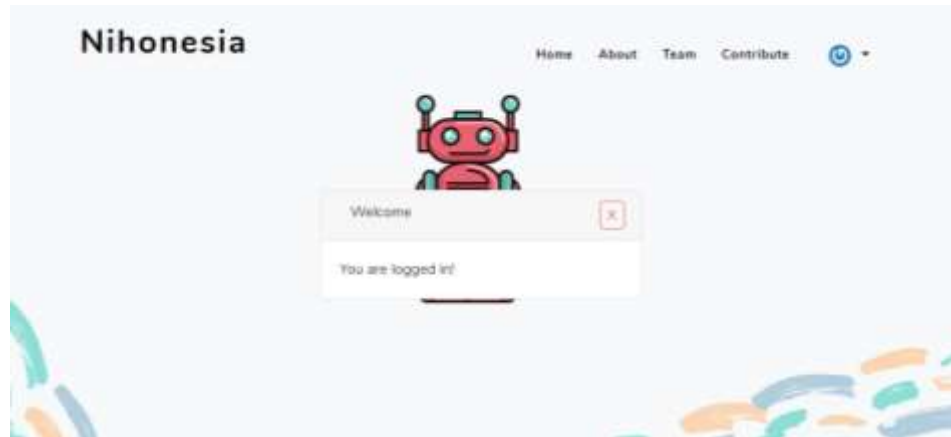 Nihonesia
Home About Team Contribute
Welcome
X
You are logged in!